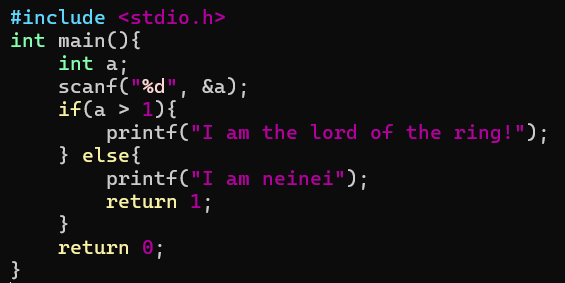 #include <stdio.h>
int main(){
    int a;
    scanf("%d", &a);
    if(a > 1){
        printf("I am the lord of the ring!");
    } else{
        printf("I am neinei");
        return 1;
    }
    return 0;
}